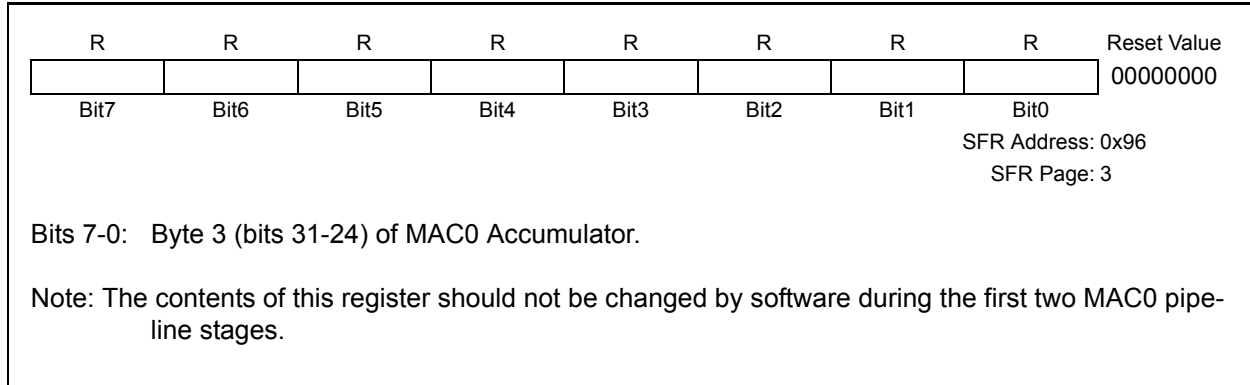 R R R R R R R R Reset Value
00000000
Bit7 Bit6 Bit5 Bit4 Bit3 Bit2 Bit1 Bit0
SFR Address: 0x96
SFR Page: 3
Bits 7-0: Byte 3 (bits 31-24) of MAC0 Accumulator.
Note: The contents of this register should not be changed by software during the first two MAC0 pipe-
line stages.